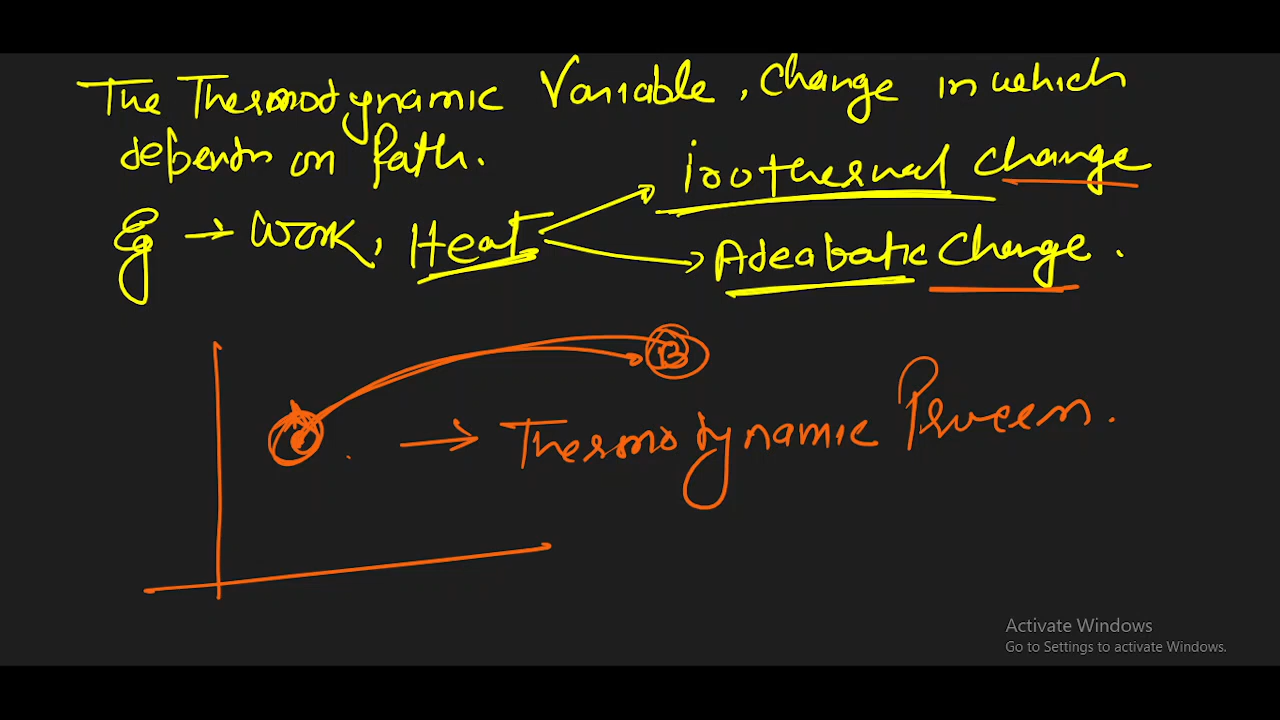 The Thermodynamic Variable, Change in which
depends on Path.
isothermal change
Eg → Work, Heat
Adeabatic Change.
A
B
→ Thermodynamic Process.
Activate Windows
Go to Settings to activate Windows.